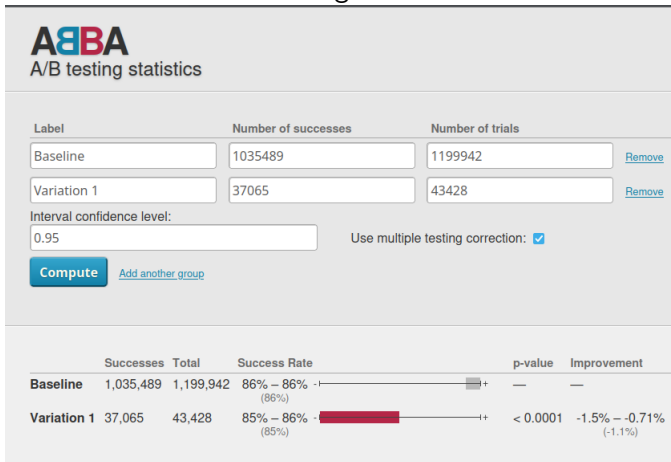 ABBA
A/B testing statistics
Label Number of successes Number of trials
Baseline 1035489 1199942 Remove
Variation 1 37065 43428 Remove
Interval confidence level:
0.95 Use multiple testing correction:
Compute Add another group
Successes Total Success Rate p-value Improvement
Baseline 1,035,489 1,199,942 86% – 86% - + — —
(86%)
Variation 1 37,065 43,428 85% – 86% - + < 0.0001 -1.5% – -0.71%
(85%) (-1.1%)